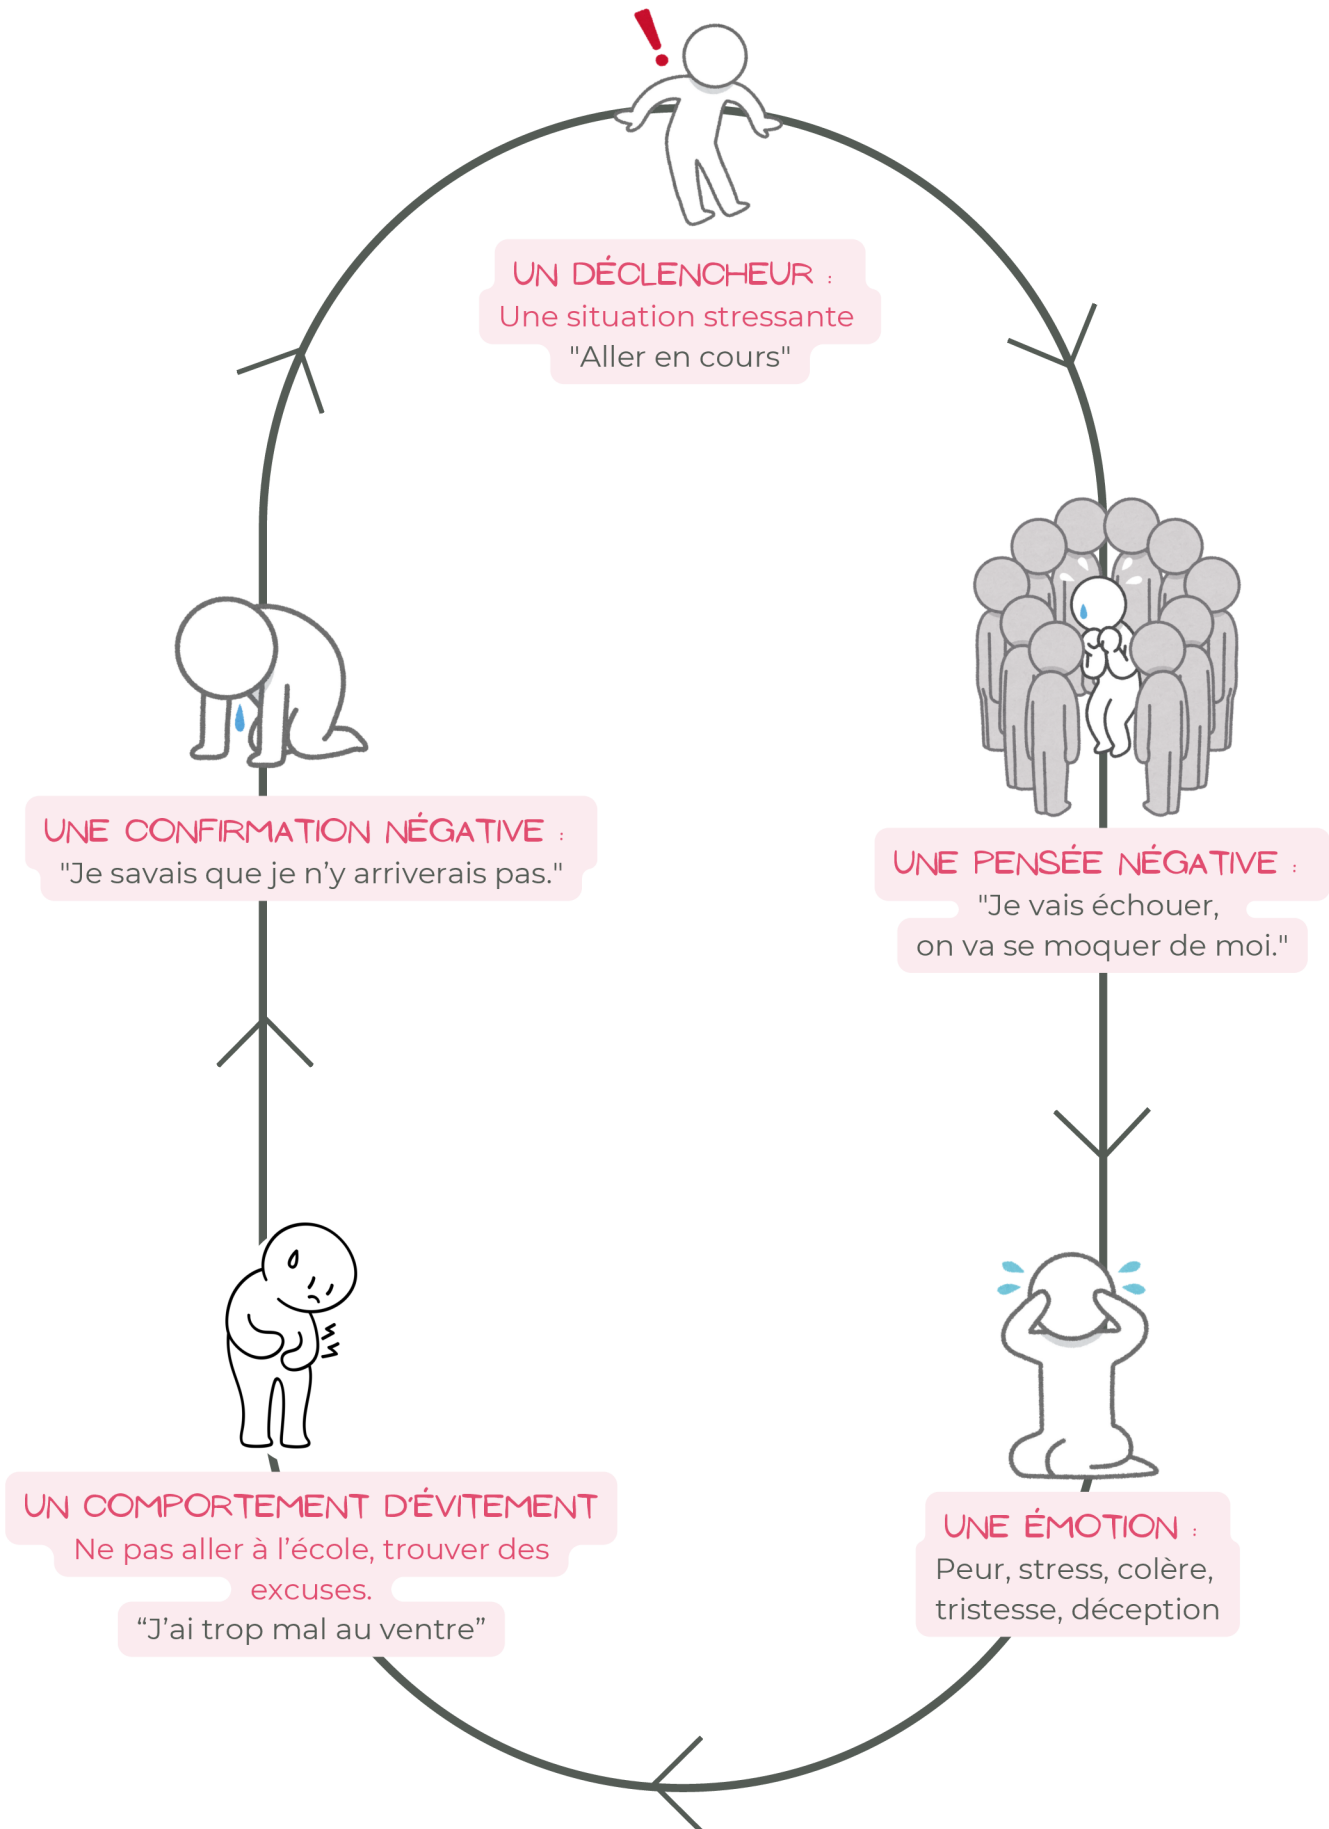 UN DÉCLENCHEUR :
Une situation stressante
"Aller en cours"
UNE PENSÉE NÉGATIVE :
"Je vais échouer,
on va se moquer de moi."
UNE ÉMOTION :
Peur, stress, colère,
tristesse, déception
UN COMPORTEMENT D'ÉVITEMENT
Ne pas aller à l’école, trouver des
excuses.
“J’ai trop mal au ventre”
UNE CONFIRMATION NÉGATIVE :
"Je savais que je n’y arriverais pas."